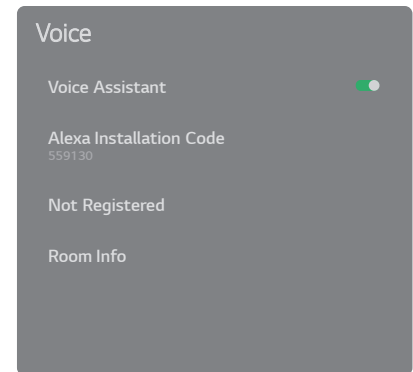 Voice
Voice Assistant
Alexa Installation Code
559130
Not Registered
Room Info